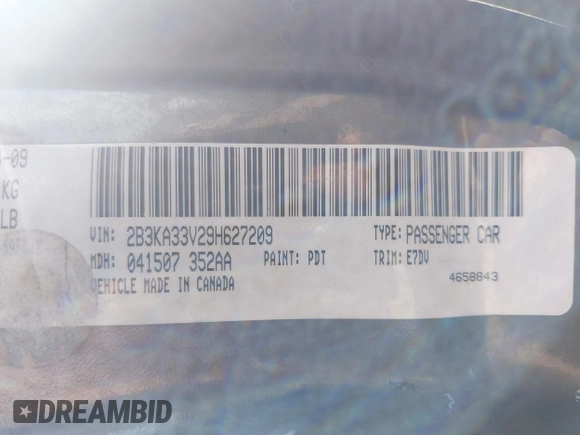 -09
KG
LB
VIN: 2B3KA33V29H627209 TYPE: PASSENGER CAR
MDH: 041507 352AA PAINT: PDT TRIM: E7DV
VEHICLE MADE IN CANADA 4658843
DREAMBID